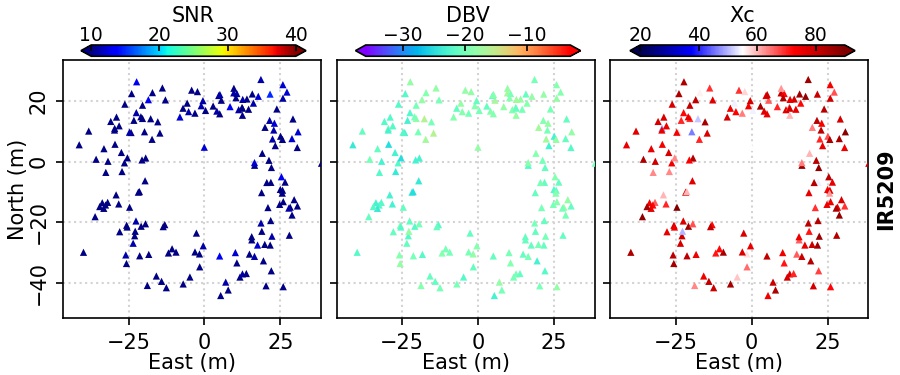 SNR DBV Xc
10 20 30 40 −30 −20 −10 20 40 60 80
North (m)
20
0
−20
−40
−25 0 25 −25 0 25 −25 0 25
East (m) East (m) East (m)
IR5209